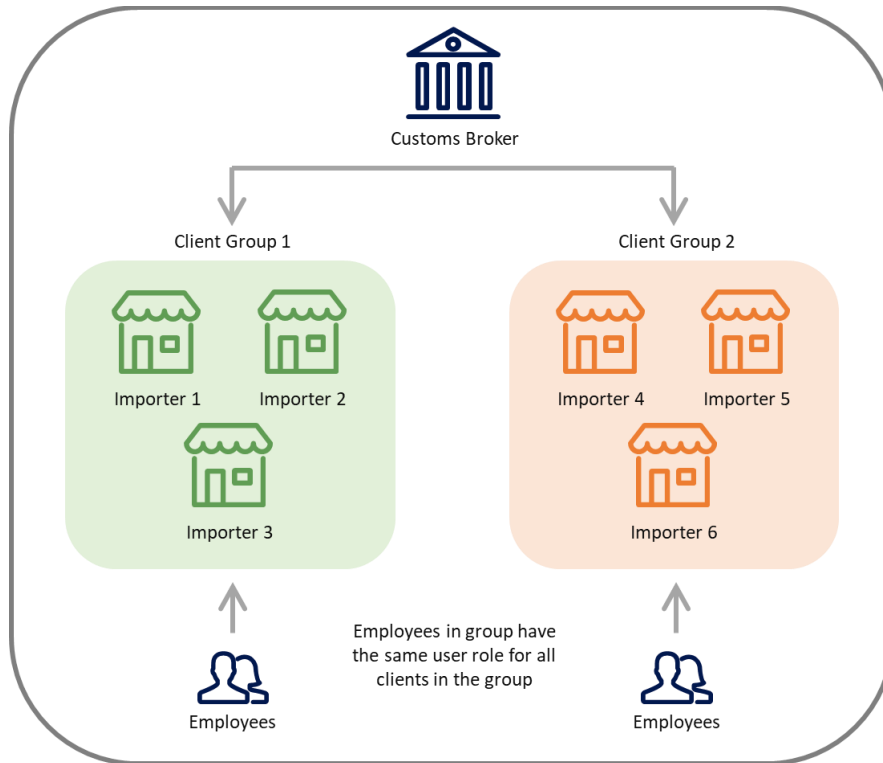 Customs Broker
Client Group 1
Client Group 2
Importer 1
Importer 2
Importer 3
Importer 4
Importer 5
Importer 6
Employees in group have
the same user role for all
clients in the group
Employees
Employees